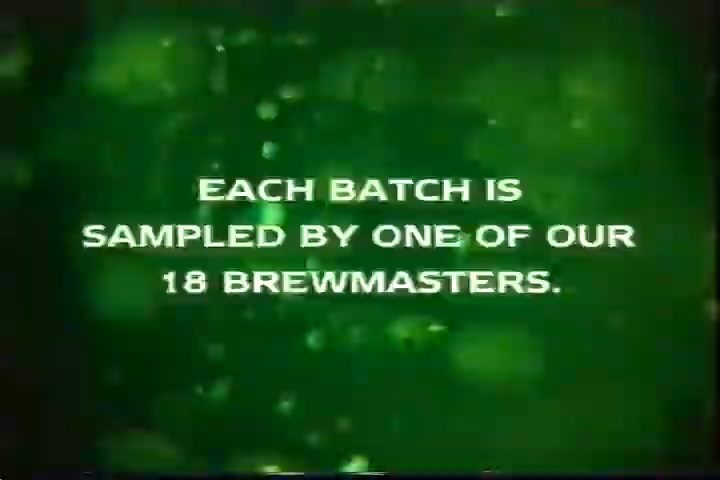 EACH BATCH IS
SAMPLED BY ONE OF OUR
18 BREWMASTERS.